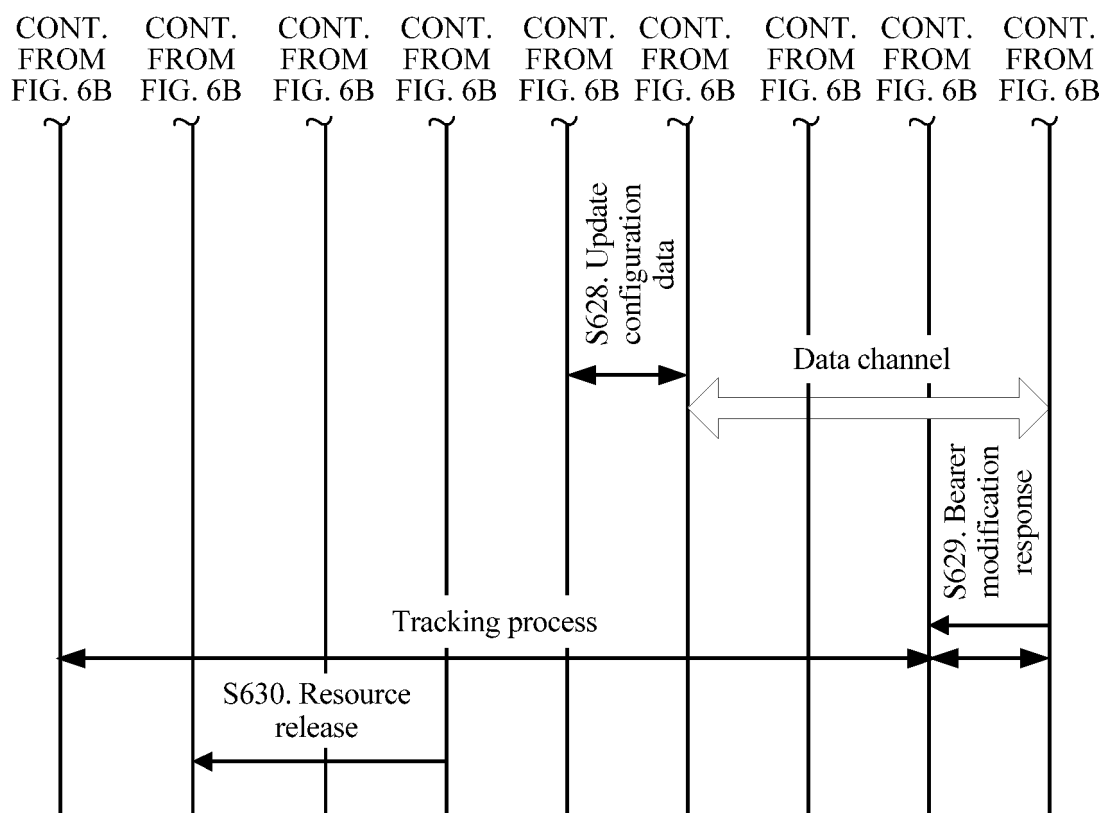 CONT. FROM FIG. 6B
CONT. FROM FIG. 6B
CONT. FROM FIG. 6B
CONT. FROM FIG. 6B
CONT. FROM FIG. 6B
CONT. FROM FIG. 6B
CONT. FROM FIG. 6B
CONT. FROM FIG. 6B
CONT. FROM FIG. 6B
S628. Update
configuration
data
Data channel
S629. Bearer
modification
response
Tracking process
S630. Resource
release